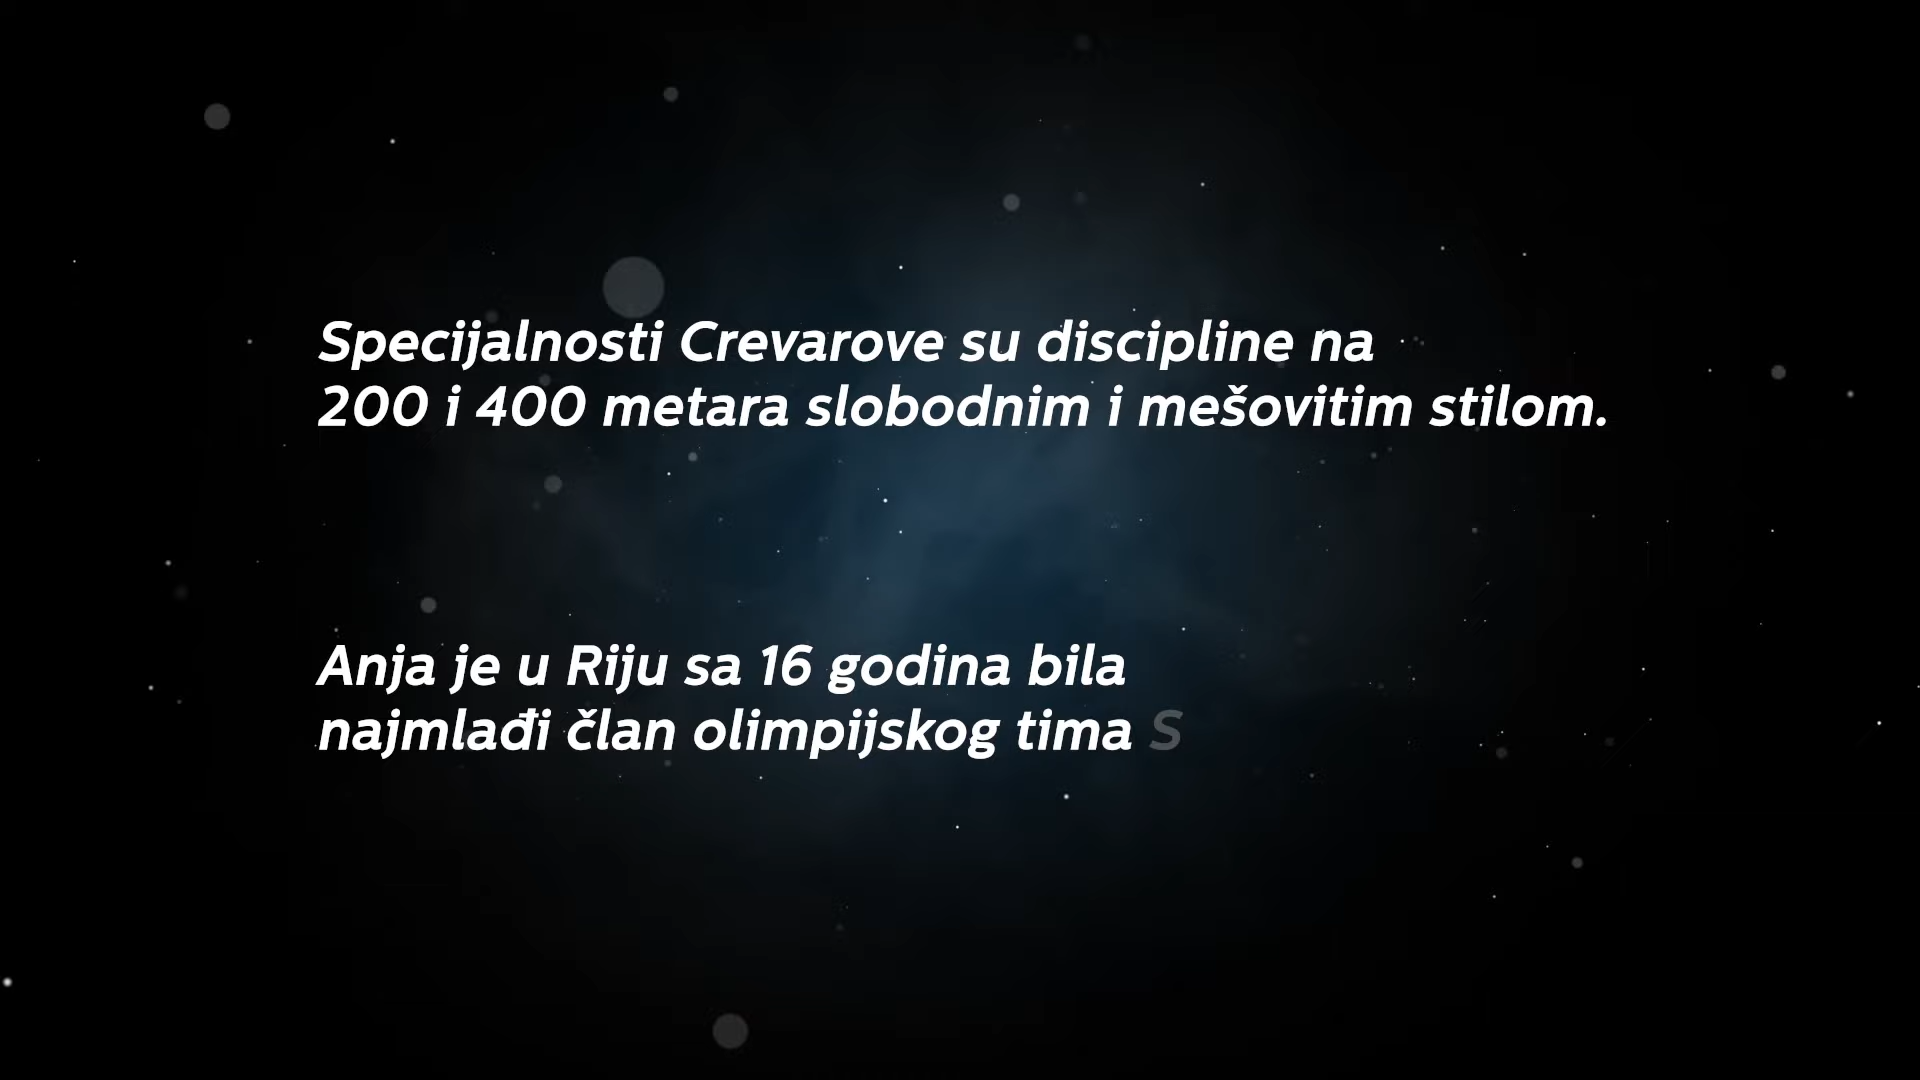 Specijalnosti Crevarove su discipline na
200 i 400 metara slobodnim i mešovitim stilom.
Anja je u Riju sa 16 godina bila
najmlađi član olimpijskog tima S